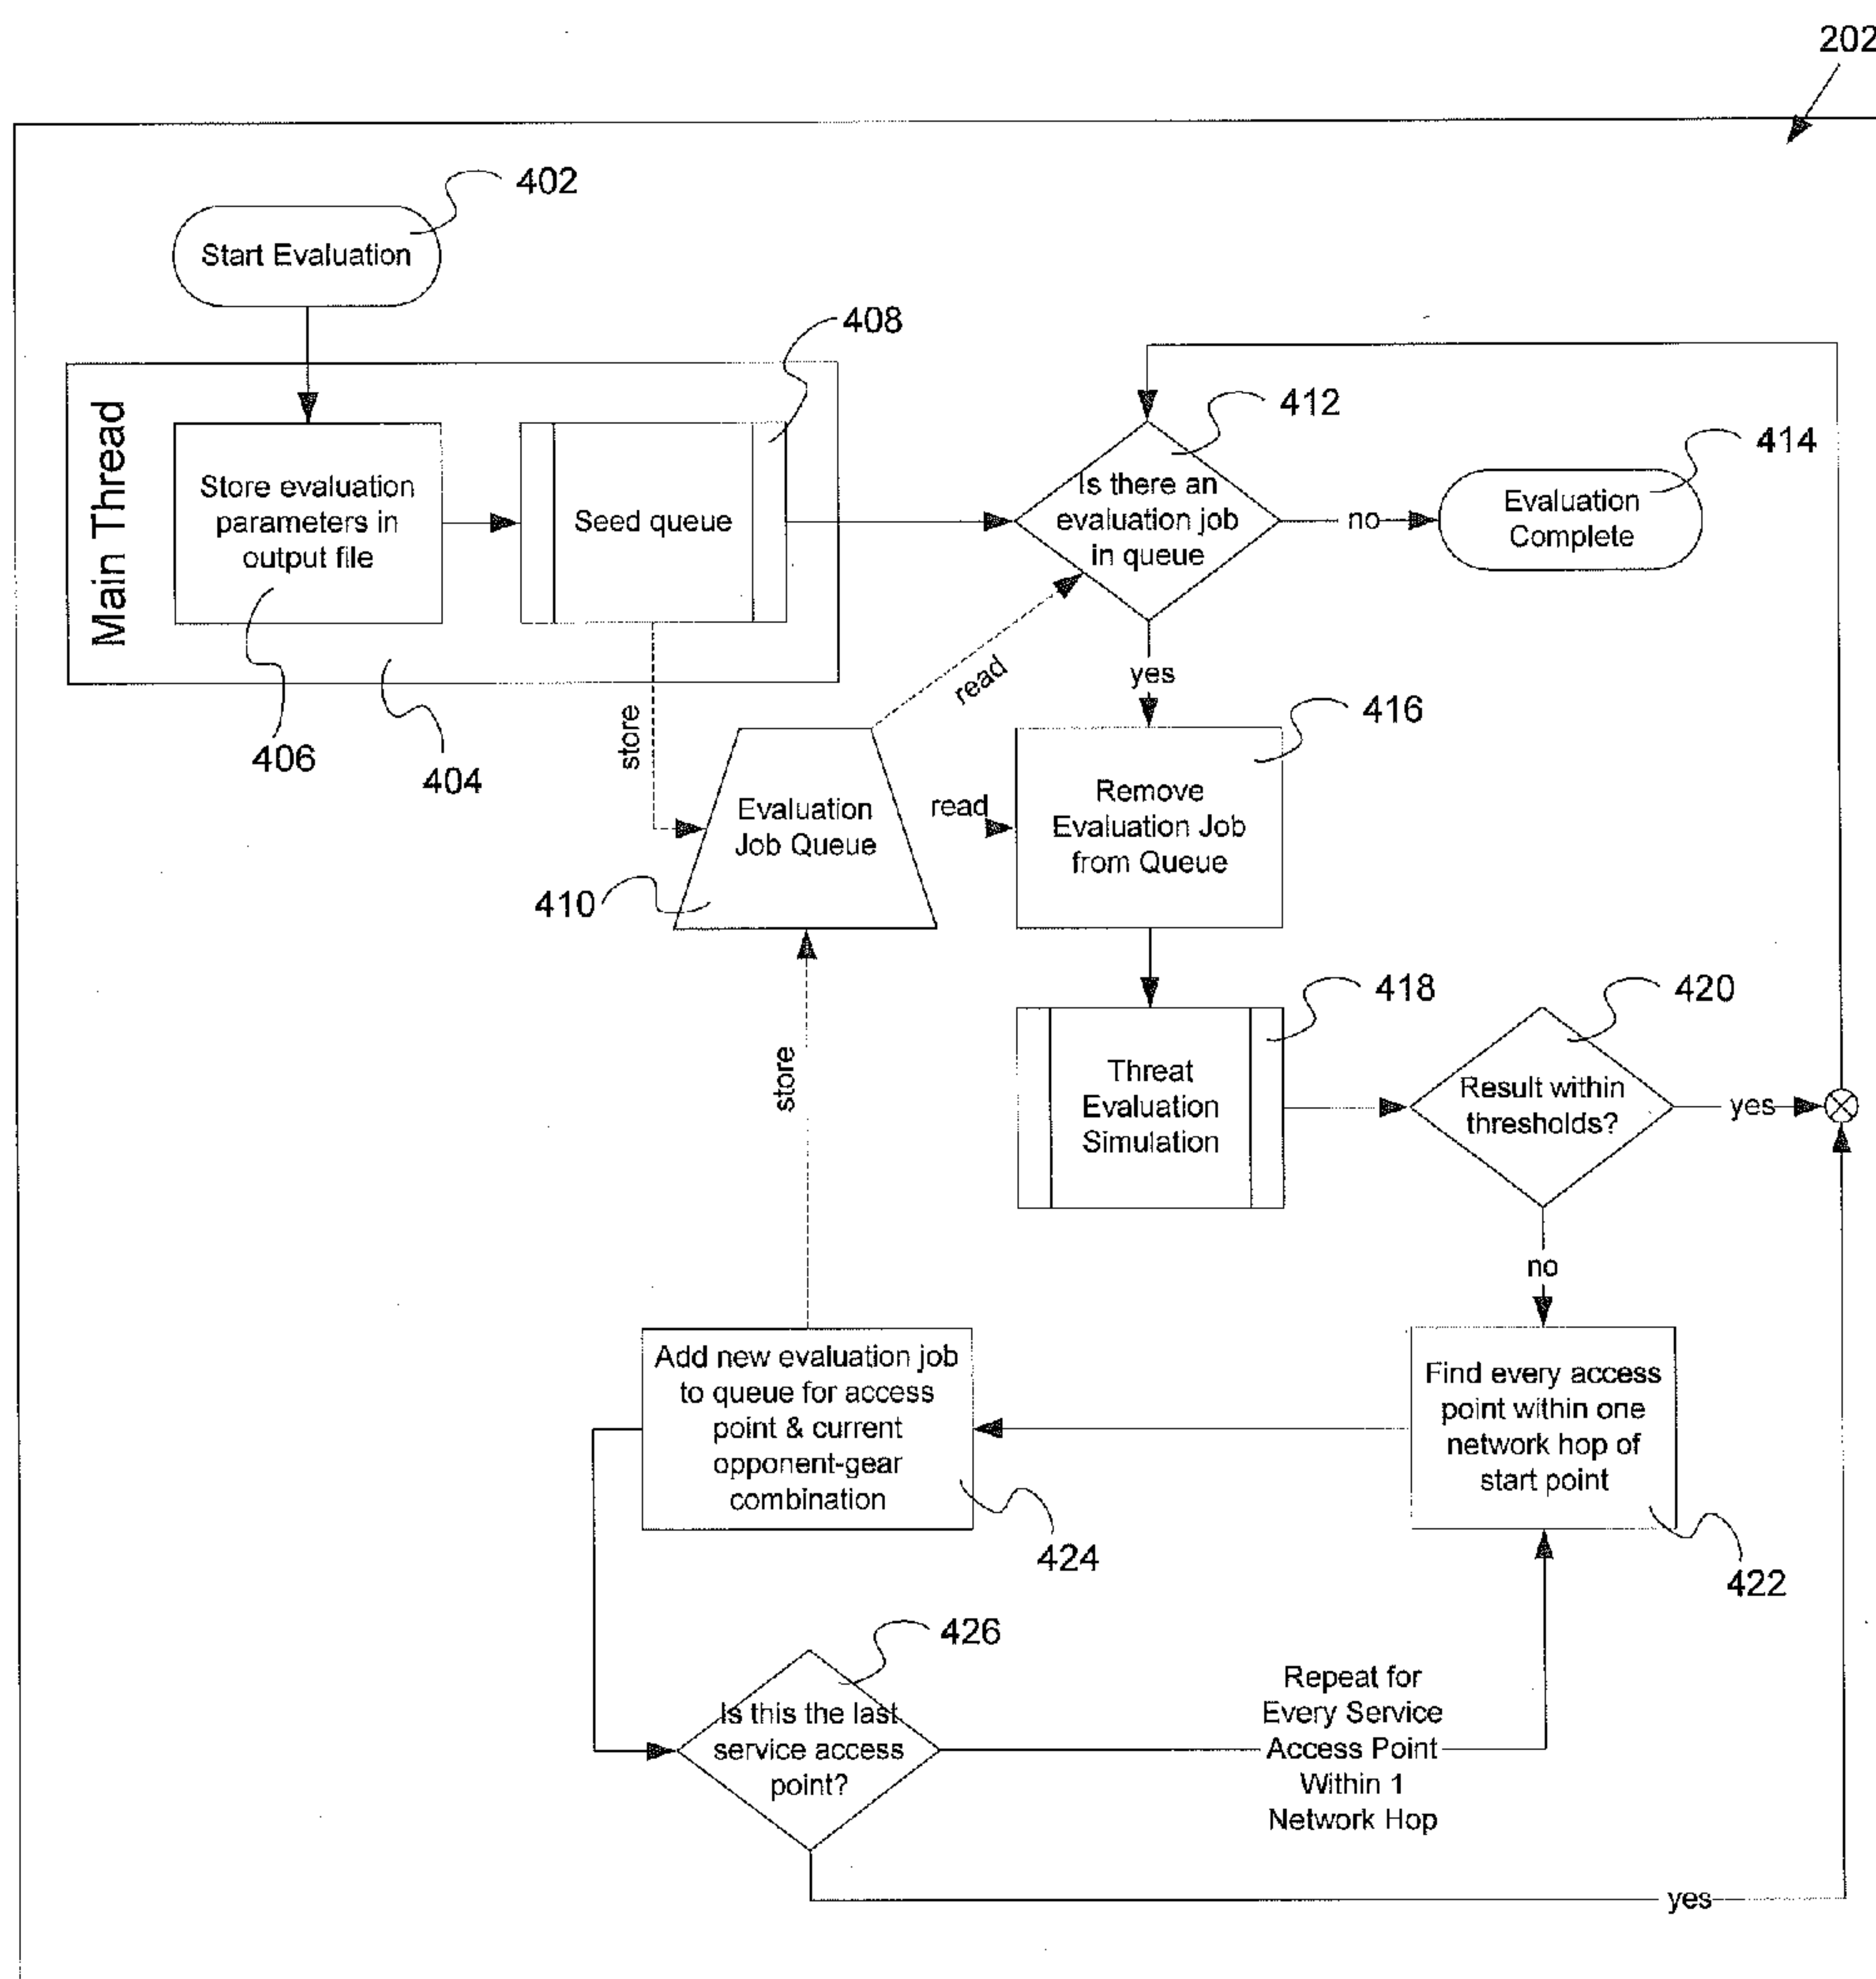 202
402
Start Evaluation
408
Main Thread
Store evaluation
parameters in
output file
Seed queue
412
Is there an
evaluation job
in queue
no
414
Evaluation
Complete
406
404
store
read
yes
416
Evaluation
Job Queue
read
Remove
Evaluation Job
from Queue
410
418
420
store
Threat
Evaluation
Simulation
Result within
thresholds?
yes
no
Add new evaluation job
to queue for access
point & current
opponent-gear
combination
Find every access
point within one
network hop of
start point
424
422
426
Is this the last
service access
point?
Repeat for
Every Service
Access Point
Within 1
Network Hop
yes